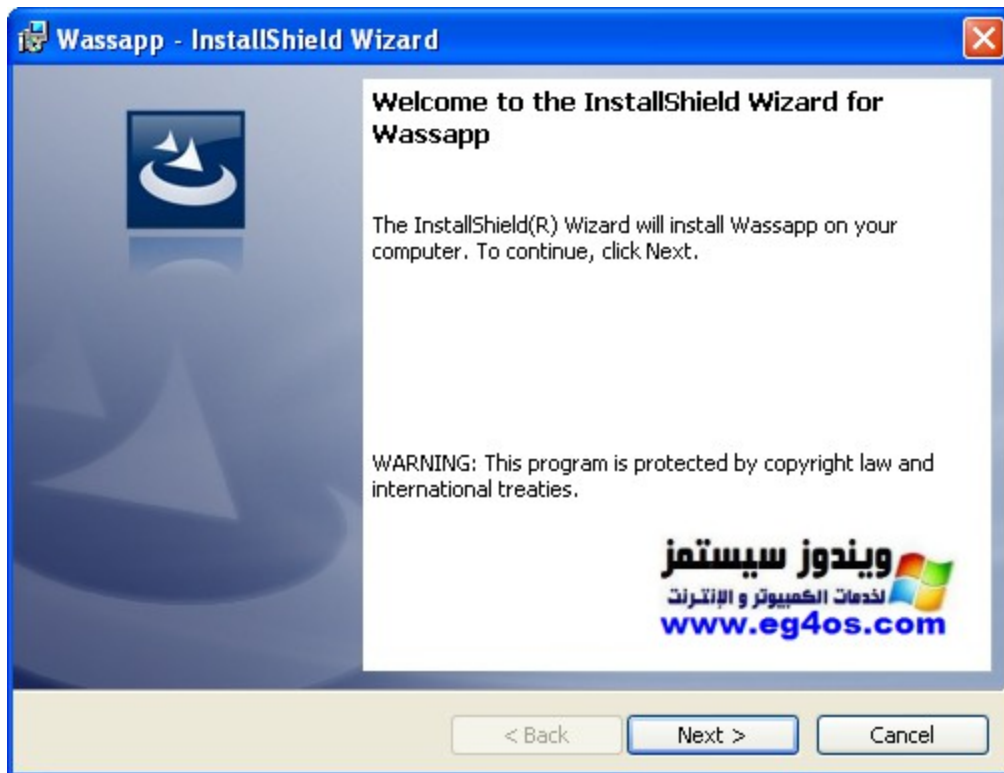 Wassapp - InstallShield Wizard
Welcome to the InstallShield Wizard for
Wassapp
The InstallShield(R) Wizard will install Wassapp on your
computer. To continue, click Next.
WARNING: This program is protected by copyright law and
international treaties.
ويندوز سيستمز
لخدمات الكمبيوتر و الإنترنت
www.eg4os.com
< Back
Next >
Cancel